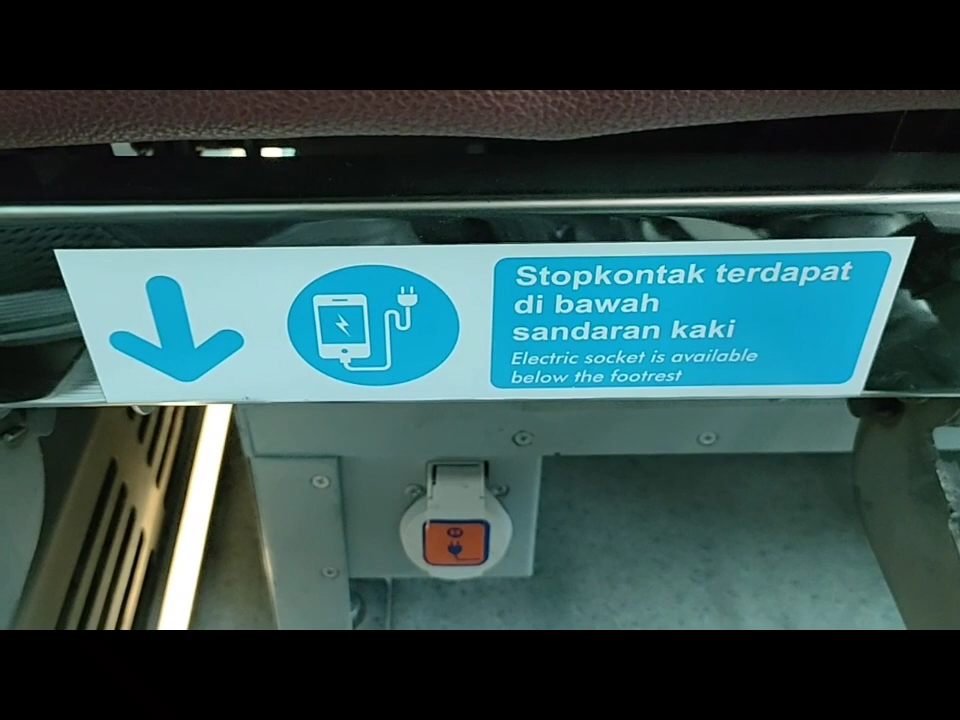 Stopkontak terdapat
di bawah
sandaran kaki
Electric socket is available
below the footrest